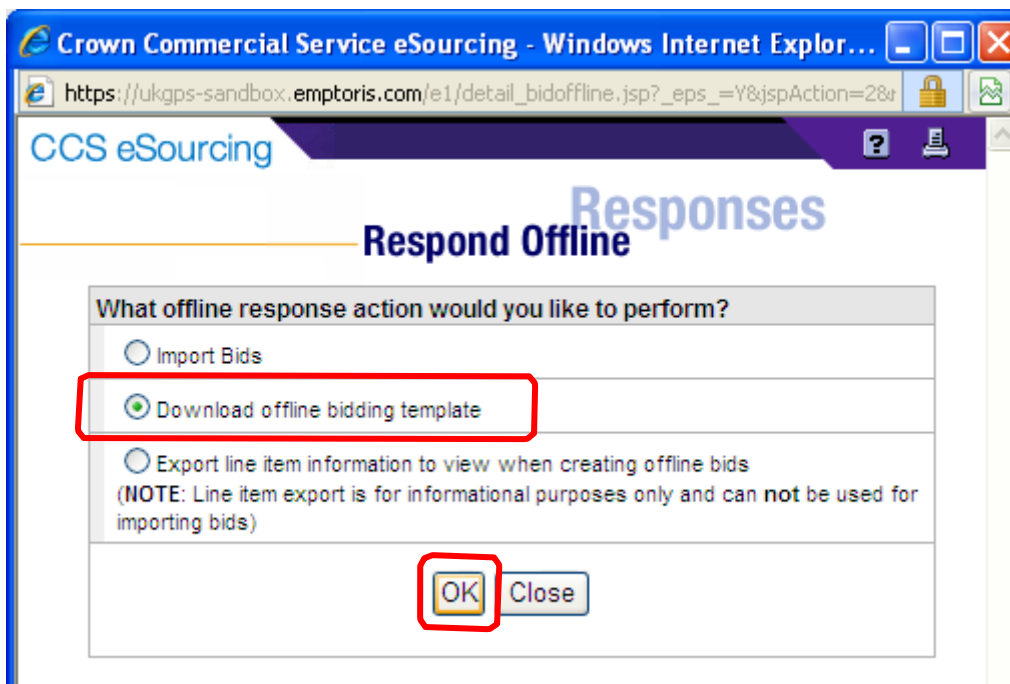 Crown Commercial Service eSourcing - Windows Internet Explor...
https://ukgps-sandbox.emptoris.com/e1/detail_bidoffline.jsp?_eps_=Y&jspAction=2&r
CCS eSourcing
?
Responses
Respond Offline
What offline response action would you like to perform?
Import Bids
Download offline bidding template
Export line item information to view when creating offline bids
(NOTE: Line item export is for informational purposes only and can not be used for
importing bids)
OK Close